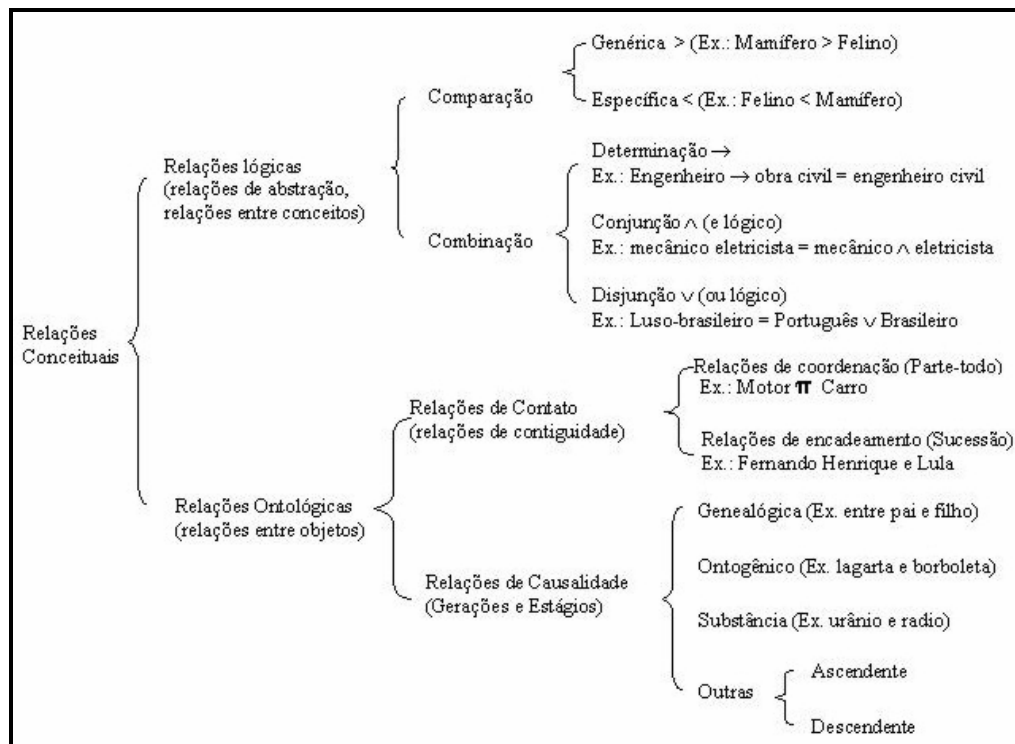 Relações
Conceituais
Relações lógicas
(relações de abstração,
relações entre conceitos)
Comparação
Genérica > (Ex.: Mamífero > Felino)
Específica < (Ex.: Felino < Mamífero)
Combinação
Determinação →
Ex.: Engenheiro → obra civil = engenheiro civil
Conjunção ∧ (e lógico)
Ex.: mecânico eletricista = mecânico ∧ eletricista
Disjunção ∨ (ou lógico)
Ex.: Luso-brasileiro = Português ∨ Brasileiro
Relações Ontológicas
(relações entre objetos)
Relações de Contato
(relações de contiguidade)
Relações de coordenação (Parte-todo)
Ex.: Motor π Carro
Relações de encadeamento (Sucessão)
Ex.: Fernando Henrique e Lula
Relações de Causalidade
(Gerações e Estágios)
Genealógica (Ex. entre pai e filho)
Ontogênico (Ex. lagarta e borboleta)
Substância (Ex. urânio e radio)
Outras
Ascendente
Descendente